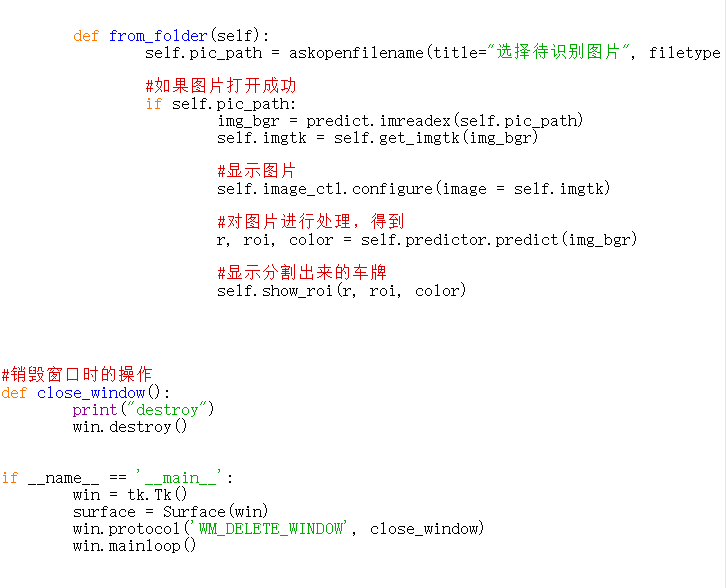 def from_folder(self):
self.pic_path = askopenfilename(title="选择待识别图片", filetype
#如果图片打开成功
if self.pic_path:
img_bgr = predict.imreadex(self.pic_path)
self.imgtk = self.get_imgtk(img_bgr)
#显示图片
self.image_ctl.configure(image = self.imgtk)
#对图片进行处理，得到
r, roi, color = self.predictor.predict(img_bgr)
#显示分割出来的车牌
self.show_roi(r, roi, color)
#销毁窗口时的操作
def close_window():
print("destroy")
win.destroy()
if __name__ == '__main__':
win = tk.Tk()
surface = Surface(win)
win.protocol('WM_DELETE_WINDOW', close_window)
win.mainloop()